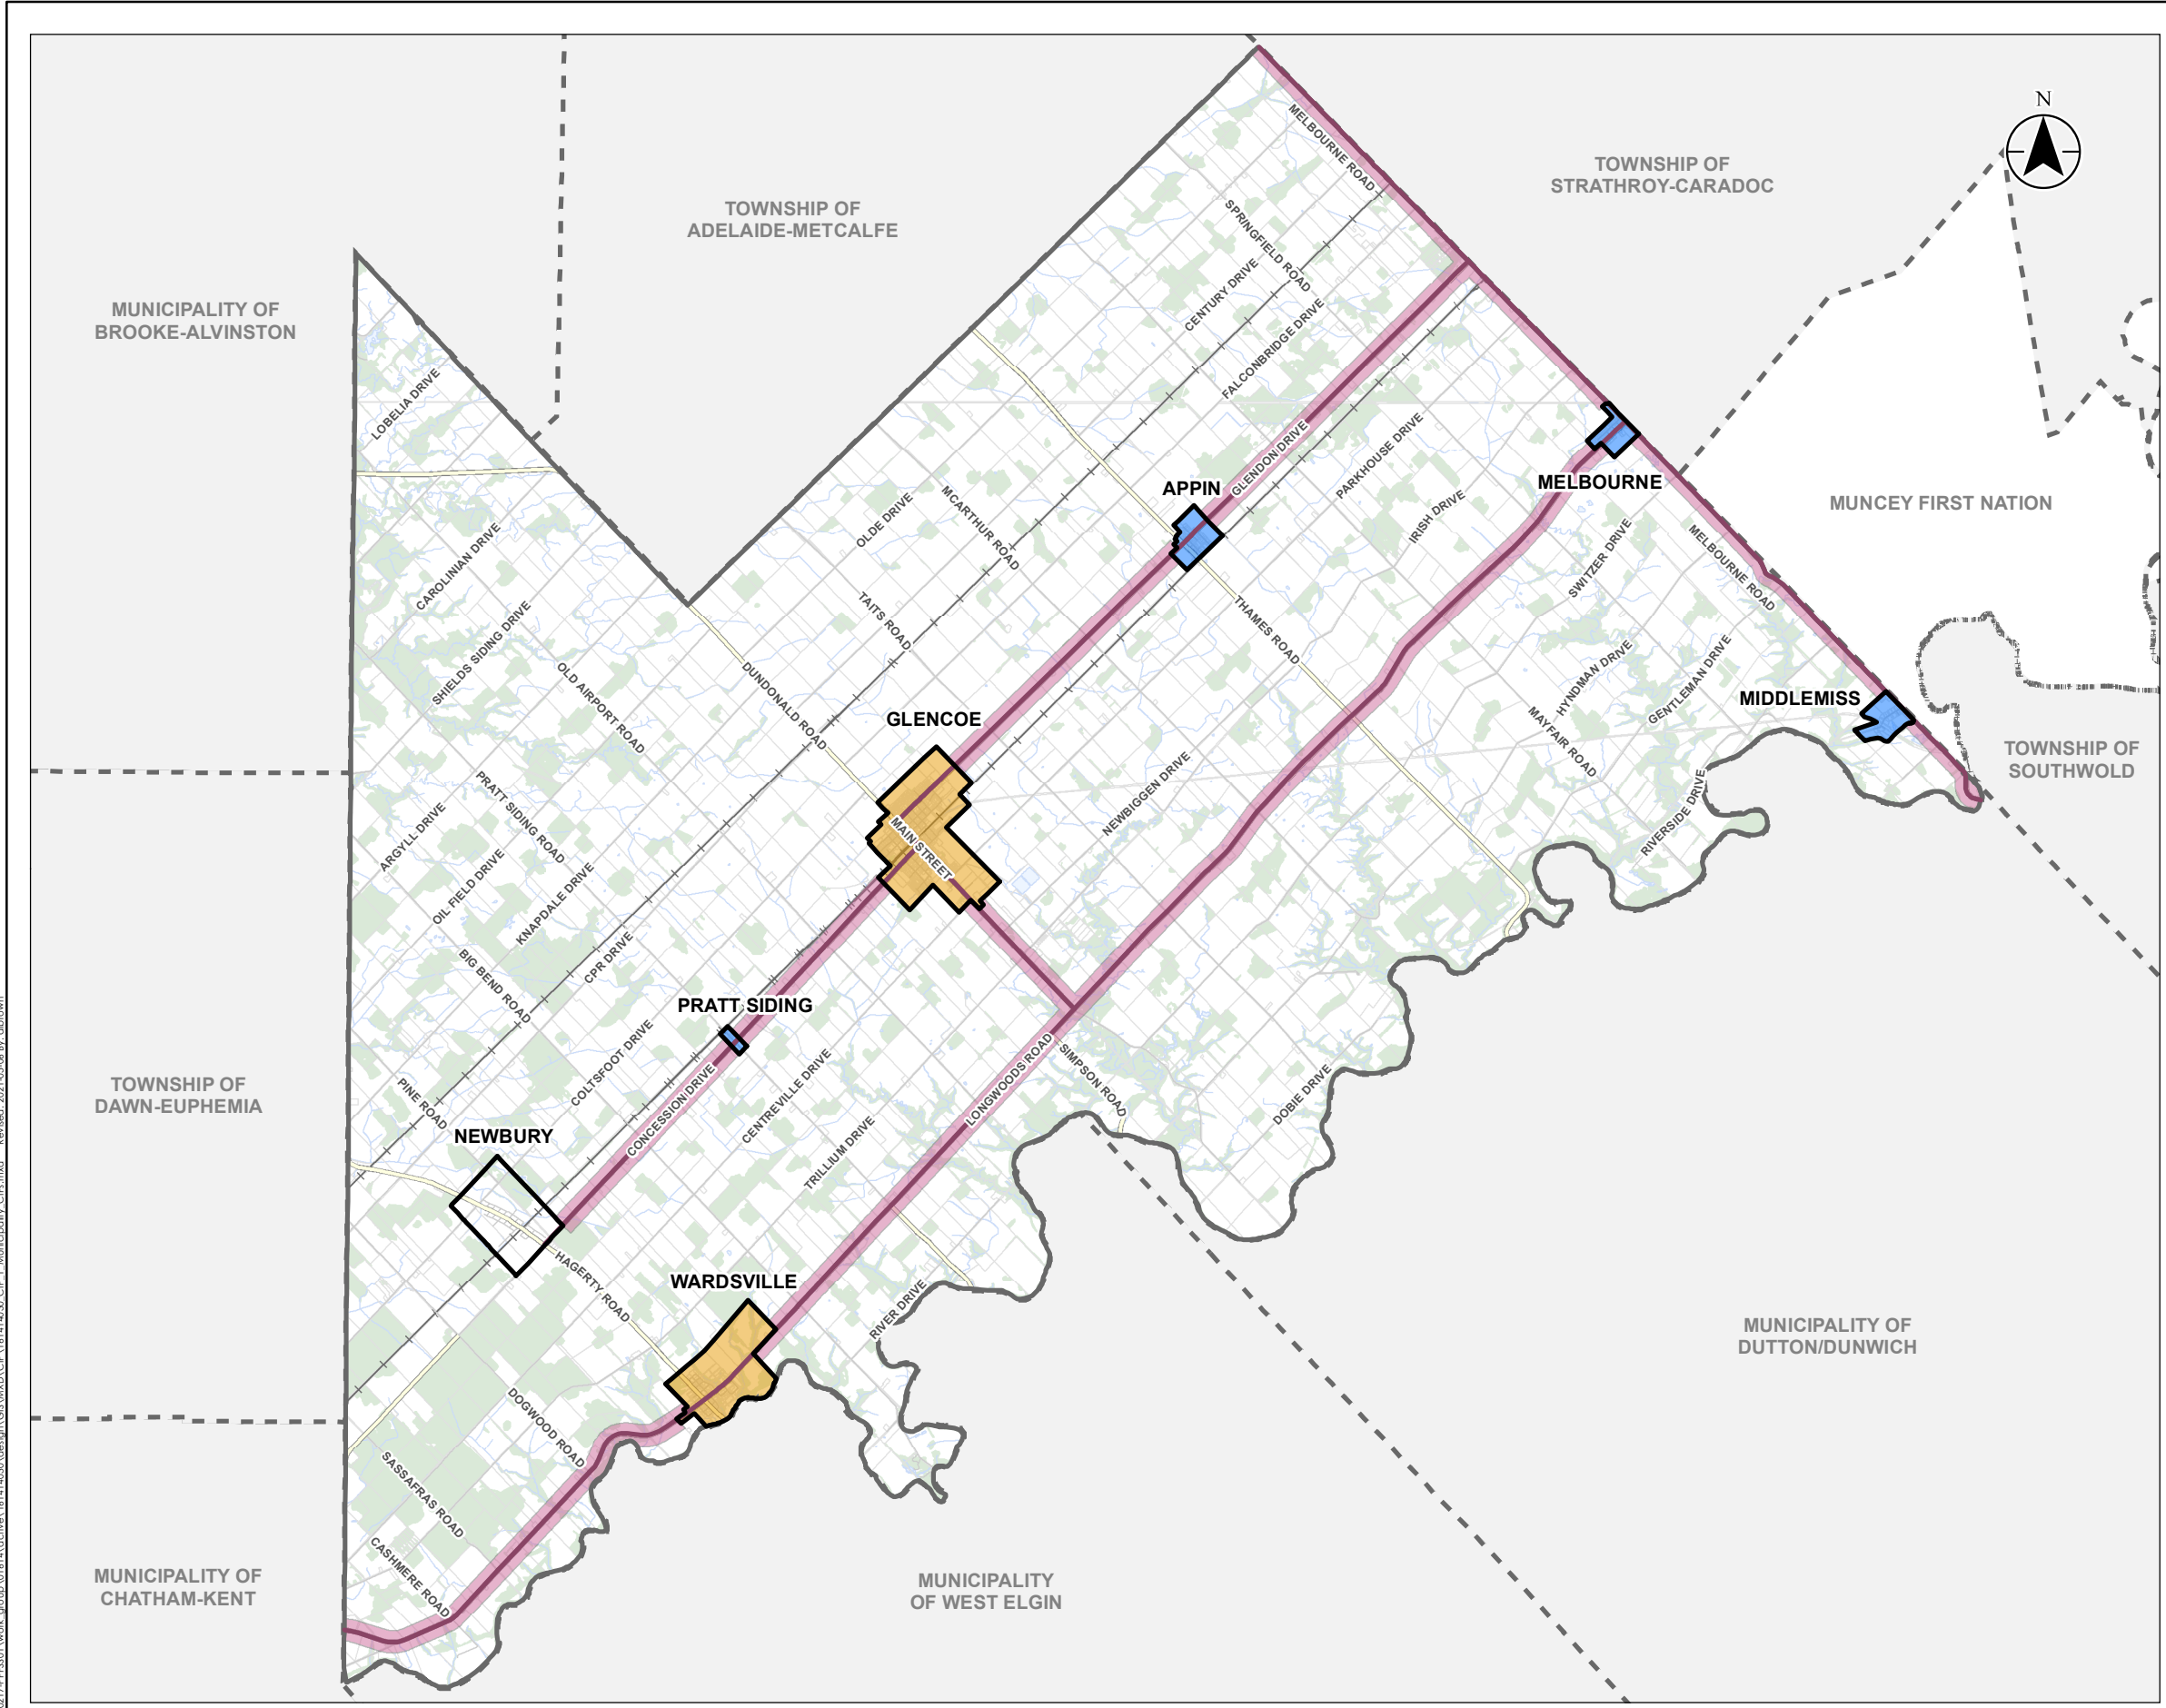 N
MELBOURNE ROAD
TOWNSHIP OF
STRATHROY-CARADOC
TOWNSHIP OF
ADELAIDE-METCALFE
SPRINGFIELD ROAD
CENTURY DRIVE
FALCONBRIDGE DRIVE
MUNICIPALITY OF
BROOKE-ALVINSTON
LOBELIA DRIVE
GLENDON DRIVE
PARKHOUSE DRIVE
MELBOURNE
APPIN
MUNCEY FIRST NATION
OLDE DRIVE
MCARTHUR ROAD
IRISH DRIVE
SWITZER DRIVE
MELBOURNE ROAD
CAROLINIAN DRIVE
TAITS ROAD
THAMES ROAD
SHIELDS SIDING DRIVE
OLD AIRPORT ROAD
DUNDONALD ROAD
HYNDMAN DRIVE
GENTLEMAN DRIVE
MIDDLEMISS
MAYFAIR ROAD
GLENCOE
TOWNSHIP OF
SOUTHWOLD
PRATT SIDING ROAD
NEWBIGGEN DRIVE
RIVERSIDE DRIVE
ARGYLL DRIVE
MAIN STREET
OIL FIELD DRIVE
KNAPDALE DRIVE
CPR DRIVE
BIG BEND ROAD
PRATT SIDING
COLTSFOOT DRIVE
CONCESSION DRIVE
CENTREVILLE DRIVE
LONGWOODS ROAD
SIMPSON ROAD
DOBIE DRIVE
TOWNSHIP OF
DAWN-EUPHEMIA
PINE ROAD
NEWBURY
TRILLIUM DRIVE
HAGERTY ROAD
WARDSVILLE
RIVER DRIVE
MUNICIPALITY OF
DUTTON/DUNWICH
DOGWOOD ROAD
SASSAFRAS ROAD
CASHMERE ROAD
MUNICIPALITY OF
CHATHAM-KENT
MUNICIPALITY
OF WEST ELGIN